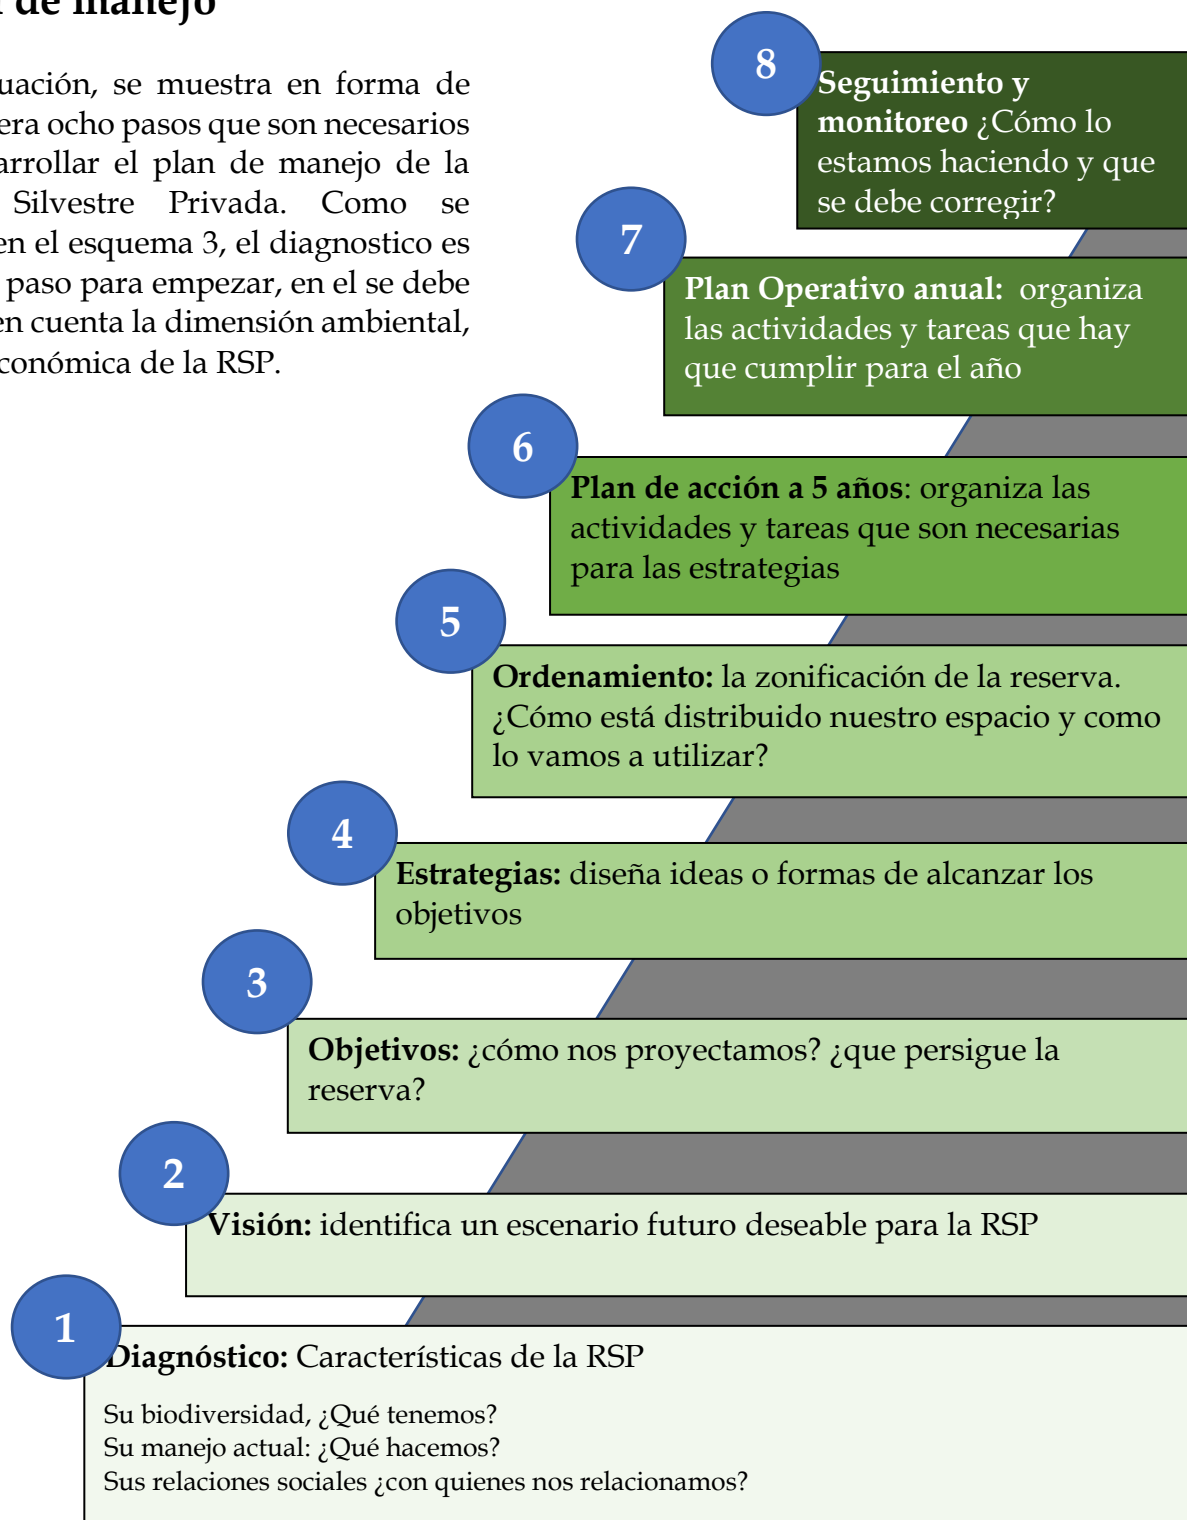 de manejo
se muestra en forma de
ocho pasos que son necesarios
el plan de manejo de la
Silvestre Privada. Como se
en el esquema 3, el diagnostico es
paso para empezar, en el se debe
en cuenta la dimensión ambiental,
económica de la RSP.
8
Seguimiento y
monitoreo ¿Cómo lo
estamos haciendo y que
se debe corregir?
7
Plan Operativo anual: organiza
las actividades y tareas que hay
que cumplir para el año
6
Plan de acción a 5 años: organiza las
actividades y tareas que son necesarias
para las estrategias
5
Ordenamiento: la zonificación de la reserva.
¿Cómo está distribuido nuestro espacio y como
lo vamos a utilizar?
4
Estrategias: diseña ideas o formas de alcanzar los
objetivos
3
Objetivos: ¿cómo nos proyectamos? ¿que persigue la
reserva?
2
Visión: identifica un escenario futuro deseable para la RSP
1
Diagnóstico: Características de la RSP
Su biodiversidad, ¿Qué tenemos?
Su manejo actual: ¿Qué hacemos?
Sus relaciones sociales ¿con quienes nos relacionamos?